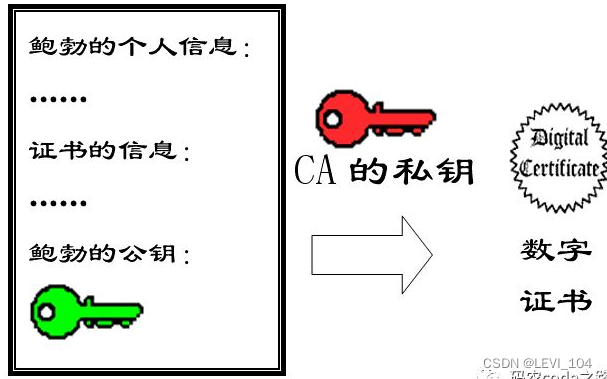 鲍勃的个人信息：
······
证书的信息：
······
鲍勃的公钥：
CA 的私钥
Digital
Certificate
数字
证书
CSDN @LEVI_104